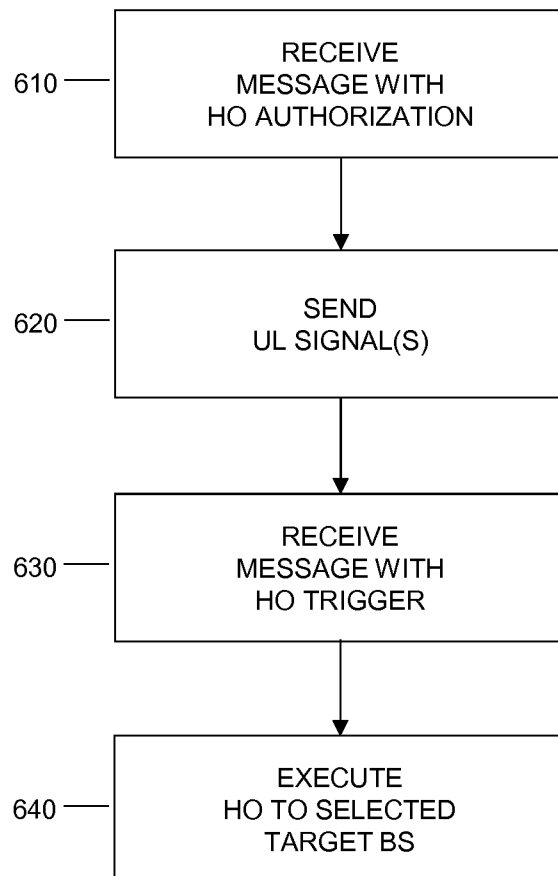 610
RECEIVE
MESSAGE WITH
HO AUTHORIZATION
620
SEND
UL SIGNAL(S)
630
RECEIVE
MESSAGE WITH
HO TRIGGER
640
EXECUTE
HO TO SELECTED
TARGET BS